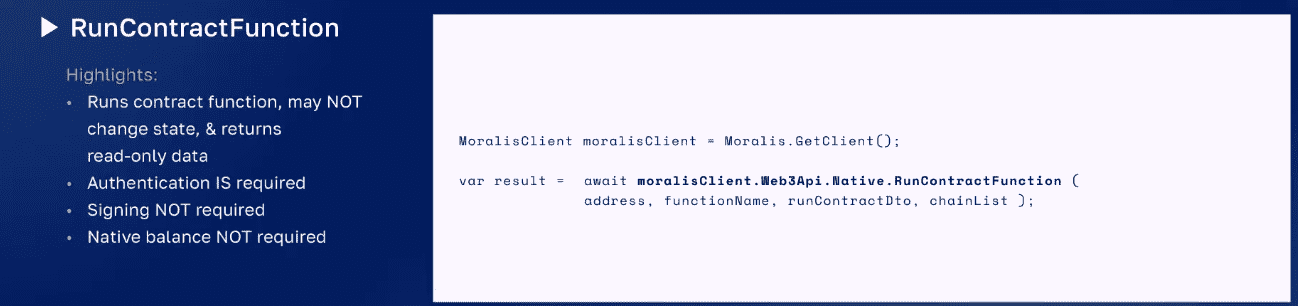 RunContractFunction
Highlights:
• Runs contract function, may NOT
change state, & returns
read-only data
• Authentication IS required
• Signing NOT required
• Native balance NOT required
MoralisClient moralisClient = Moralis.GetClient();
var result = await moralisClient.Web3Api.Native.RunContractFunction (
address, functionName, runContractDto, chainList );